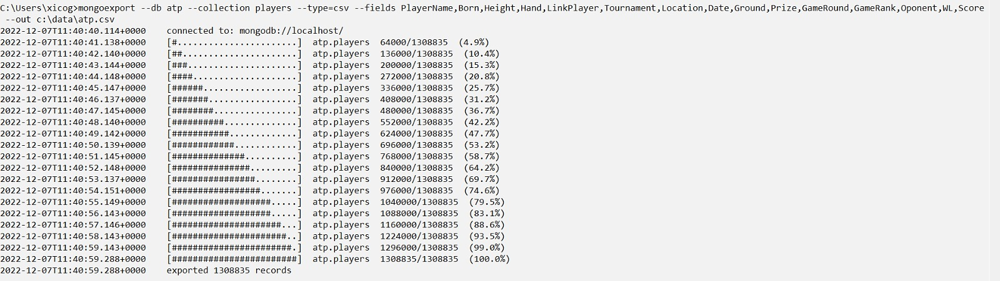 C:\Users\xicog>mongoexport --db atp --collection players --type=csv --fields PlayerName,Born,Height,Hand,LinkPlayer,Tournament,Location,Date,Ground,Prize,GameRound,GameRank,Oponent,WL,Score
--out c:\data\atp.csv
2022-12-07T11:40:40.114+0000    connected to: mongodb://localhost/
2022-12-07T11:40:41.138+0000    [#.......................]  atp.players  64000/1308835  (4.9%)
2022-12-07T11:40:42.140+0000    [##......................]  atp.players  136000/1308835  (10.4%)
2022-12-07T11:40:43.144+0000    [###.....................]  atp.players  200000/1308835  (15.3%)
2022-12-07T11:40:44.148+0000    [####....................]  atp.players  272000/1308835  (20.8%)
2022-12-07T11:40:45.147+0000    [######..................]  atp.players  336000/1308835  (25.7%)
2022-12-07T11:40:46.137+0000    [#######.................]  atp.players  408000/1308835  (31.2%)
2022-12-07T11:40:47.145+0000    [########................]  atp.players  480000/1308835  (36.7%)
2022-12-07T11:40:48.140+0000    [##########..............]  atp.players  552000/1308835  (42.2%)
2022-12-07T11:40:49.142+0000    [###########.............]  atp.players  624000/1308835  (47.7%)
2022-12-07T11:40:50.139+0000    [############............]  atp.players  696000/1308835  (53.2%)
2022-12-07T11:40:51.145+0000    [##############..........]  atp.players  768000/1308835  (58.7%)
2022-12-07T11:40:52.148+0000    [###############.........]  atp.players  840000/1308835  (64.2%)
2022-12-07T11:40:53.137+0000    [################........]  atp.players  912000/1308835  (69.7%)
2022-12-07T11:40:54.151+0000    [#################.......]  atp.players  976000/1308835  (74.6%)
2022-12-07T11:40:55.149+0000    [###################.....]  atp.players  1040000/1308835  (79.5%)
2022-12-07T11:40:56.143+0000    [###################.....]  atp.players  1088000/1308835  (83.1%)
2022-12-07T11:40:57.146+0000    [#####################...]  atp.players  1160000/1308835  (88.6%)
2022-12-07T11:40:58.143+0000    [######################..]  atp.players  1224000/1308835  (93.5%)
2022-12-07T11:40:59.143+0000    [#######################.]  atp.players  1296000/1308835  (99.0%)
2022-12-07T11:40:59.288+0000    [########################]  atp.players  1308835/1308835  (100.0%)
2022-12-07T11:40:59.288+0000    exported 1308835 records